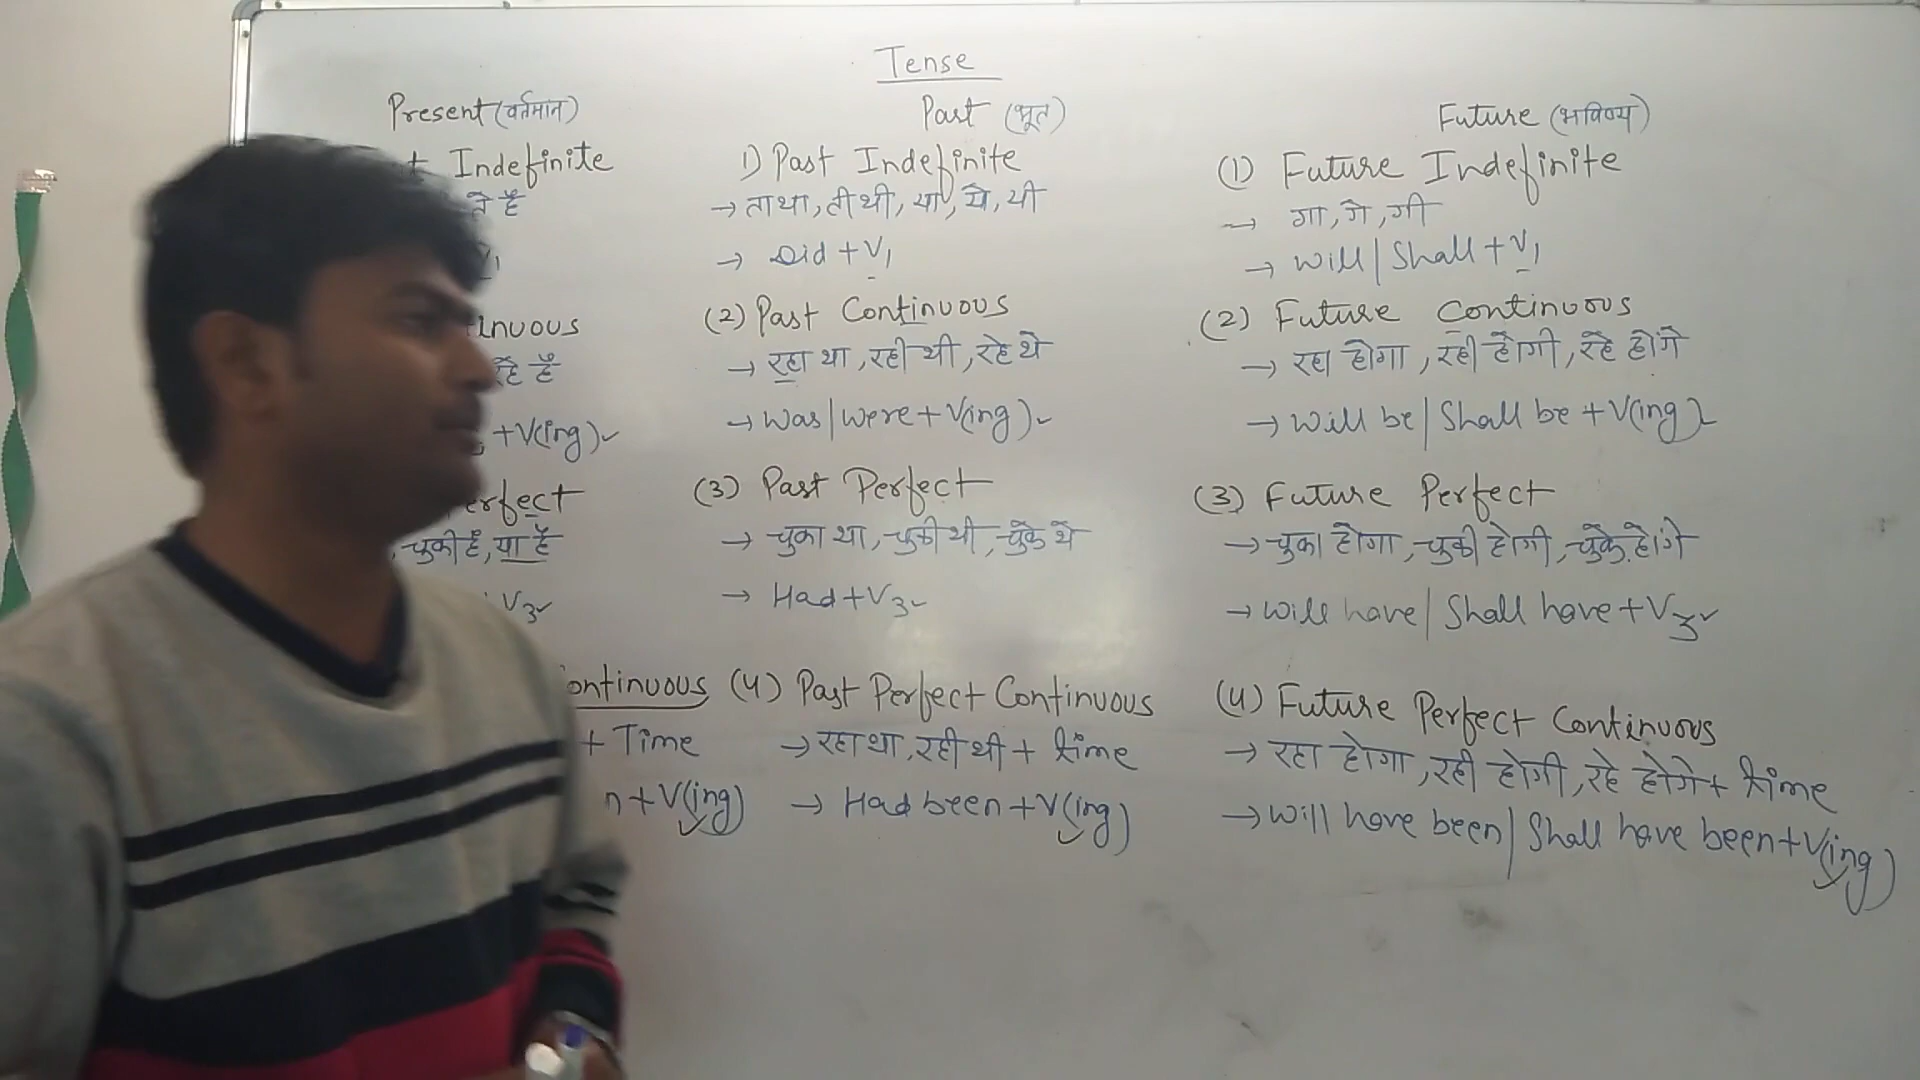 Tense
Present (वर्तमान)
Indefinite
ते हैं
inuous
रहे हैं
+V(ing)
erfect
चुकी हैं, या हैं
V3
ontinuous
+ Time
n+V(ing)
Past (भूत)
1) Past Indefinite
→ ता था, ती थी, या, ये, यी
→ Did + V1
(2) Past Continuous
→ रहा था, रही थी, रहे थे
→ Was|were + V(ing)
(3) Past Perfect
→ चुका था, चुकी थी, चुके थे
→ Had+V3
(4) Past Perfect Continuous
→ रहा था, रही थी + time
→ Had been + V(ing)
Future (भविष्य)
(1) Future Indefinite
→ गा, गे, गी
→ Will|Shall + V1
(2) Future Continuous
→ रहा होगा, रही होगी, रहे होंगे
→ Will be|Shall be + V(ing)
(3) Future Perfect
→ चुका होगा, चुकी होगी, चुके होंगे
→ Will have|Shall have + V3
(4) Future Perfect Continuous
→ रहा होगा, रही होगी, रहे होंगे + time
→ Will have been|Shall have been + V(ing)